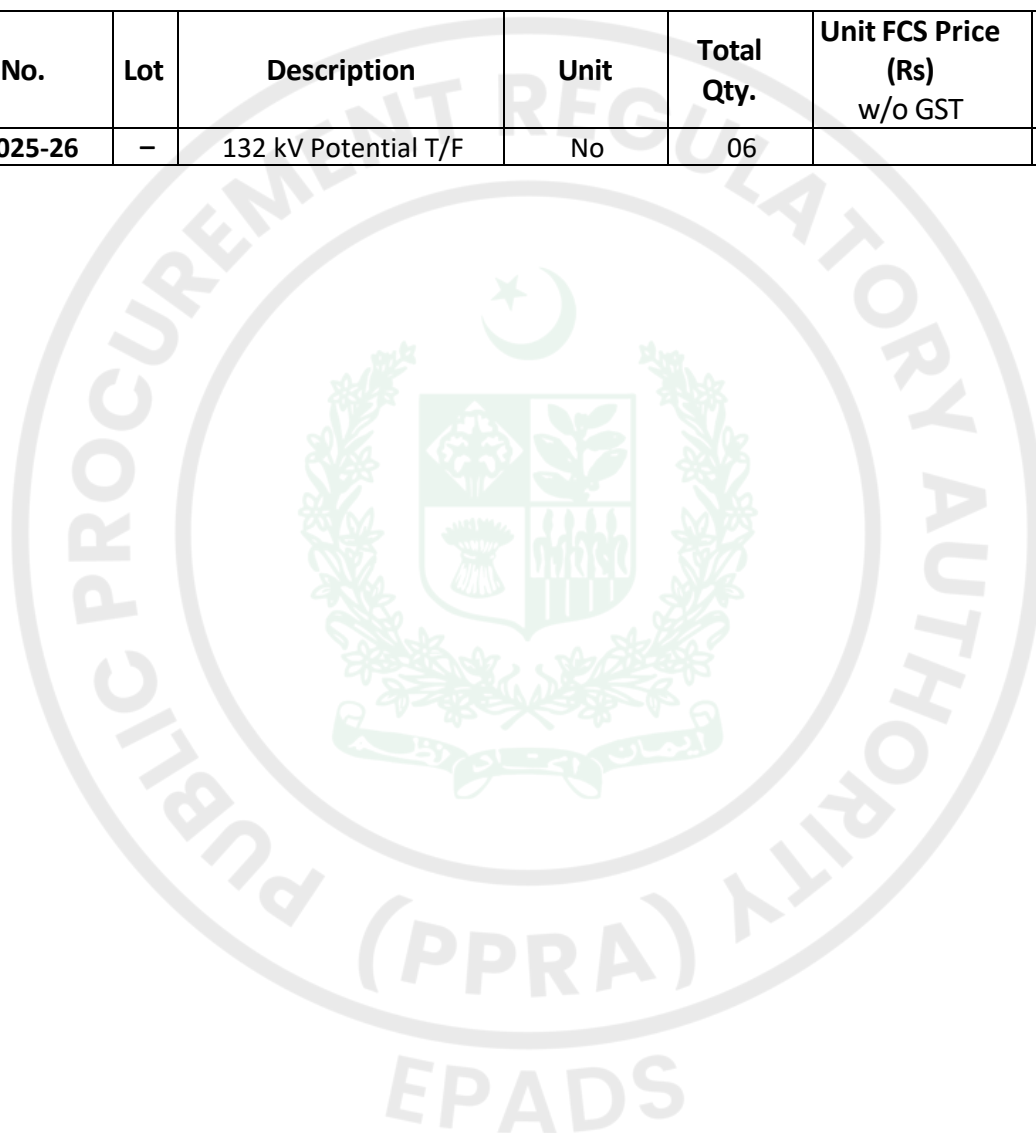 No. Lot Description Unit Total Qty. Unit FCS Price (Rs) w/o GST
025-26 – 132 kV Potential T/F No 06
PUBLIC PROCUREMENT REGULATORY AUTHORITY
(PPRA)
EPADS